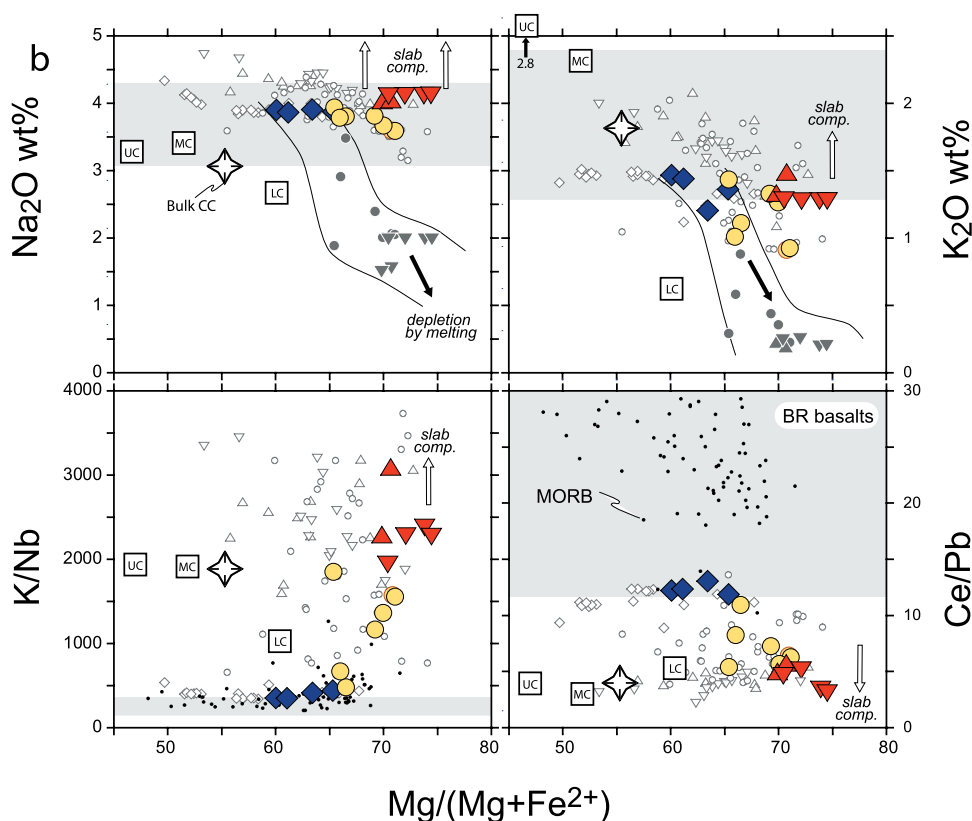 b
5
4
3
2
1
0
Na2O wt%
slab
comp.
UC
MC
LC
Bulk CC
depletion
by melting
UC
2.8
MC
LC
slab
comp.
2
1
0
K2O wt%
4000
3000
2000
1000
0
K/Nb
slab
comp.
UC
MC
LC
50
60
70
80
BR basalts
MORB
UC
MC
LC
slab
comp.
30
20
10
0
Ce/Pb
50
60
70
80
Mg/(Mg+Fe2+)